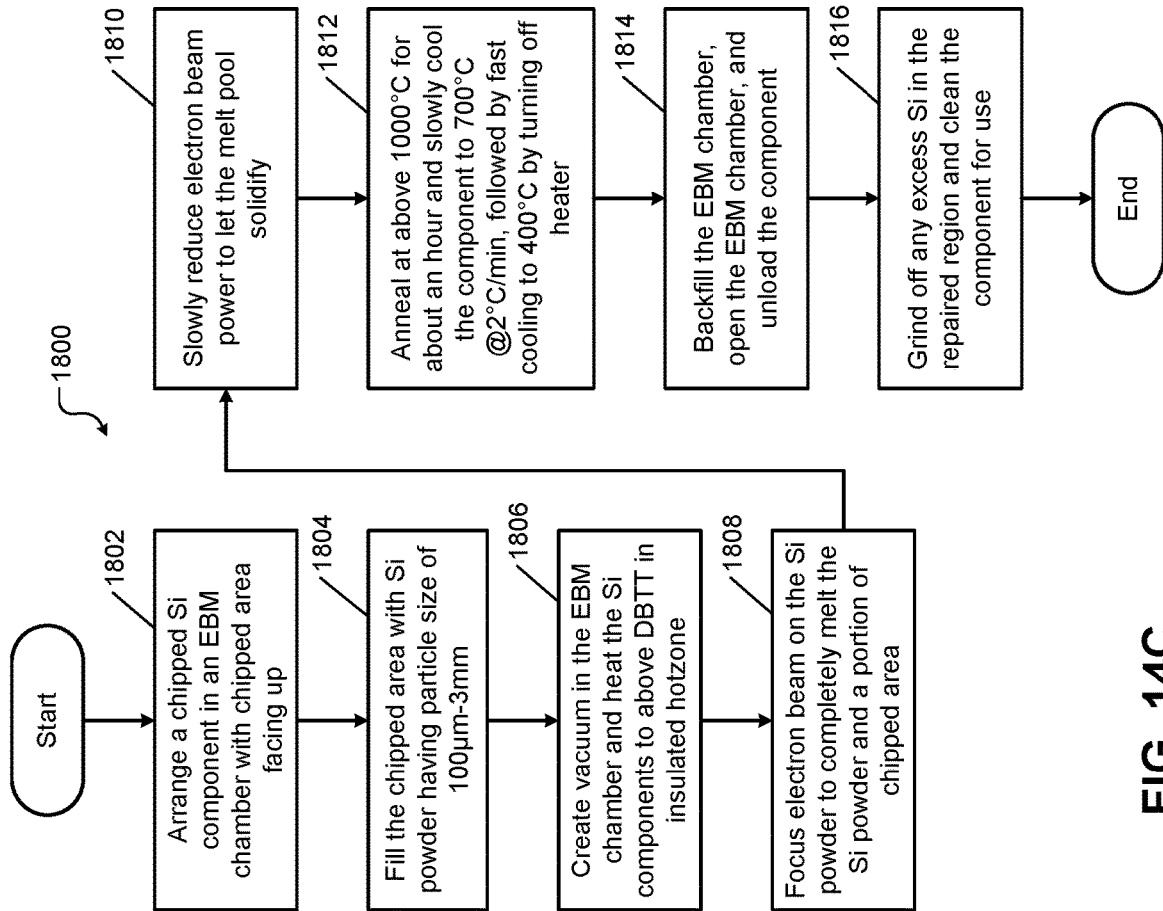 1800
Start
1802
Arrange a chipped Si
component in an EBM
chamber with chipped area
facing up
1804
Fill the chipped area with Si
powder having particle size of
100µm-3mm
1806
Create vacuum in the EBM
chamber and heat the Si
components to above DBTT in
insulated hotzone
1808
Focus electron beam on the Si
powder to completely melt the
Si powder and a portion of
chipped area
1810
Slowly reduce electron beam
power to let the melt pool
solidify
1812
Anneal at above 1000°C for
about an hour and slowly cool
the component to 700°C
@2°C/min, followed by fast
cooling to 400°C by turning off
heater
1814
Backfill the EBM chamber,
open the EBM chamber, and
unload the component
1816
Grind off any excess Si in the
repaired region and clean the
component for use
End
FIG. 14C